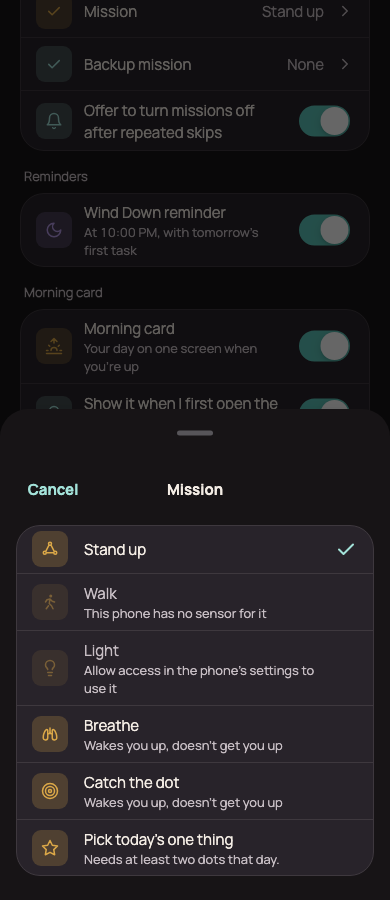 Mission
Stand up
Backup mission
None
Offer to turn missions off
after repeated skips
Reminders
Wind Down reminder
At 10:00 PM, with tomorrow's
first task
Morning card
Morning card
Your day on one screen when
you're up
Show it when I first open the
Cancel
Mission
Stand up
Walk
This phone has no sensor for it
Light
Allow access in the phone's settings to
use it
Breathe
Wakes you up, doesn't get you up
Catch the dot
Wakes you up, doesn't get you up
Pick today's one thing
Needs at least two dots that day.